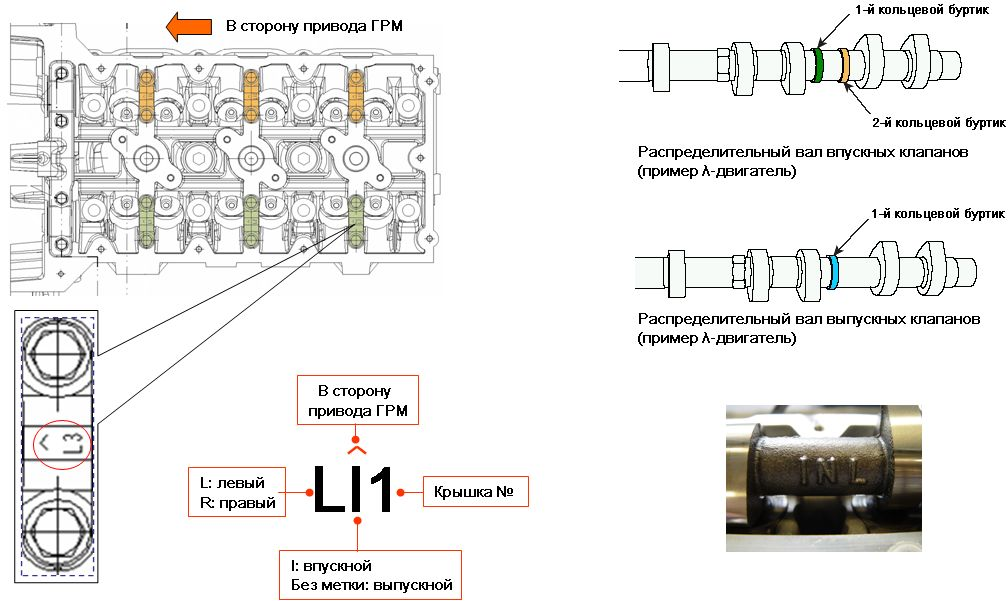 В сторону привода ГРМ
1-й кольцевой буртик
2-й кольцевой буртик
Распределительный вал впускных клапанов
(пример λ-двигатель)
1-й кольцевой буртик
Распределительный вал выпускных клапанов
(пример λ-двигатель)
L3
В сторону
привода ГРМ
L: левый
R: правый
LI1
Крышка №
I: впускной
Без метки: выпускной
INL